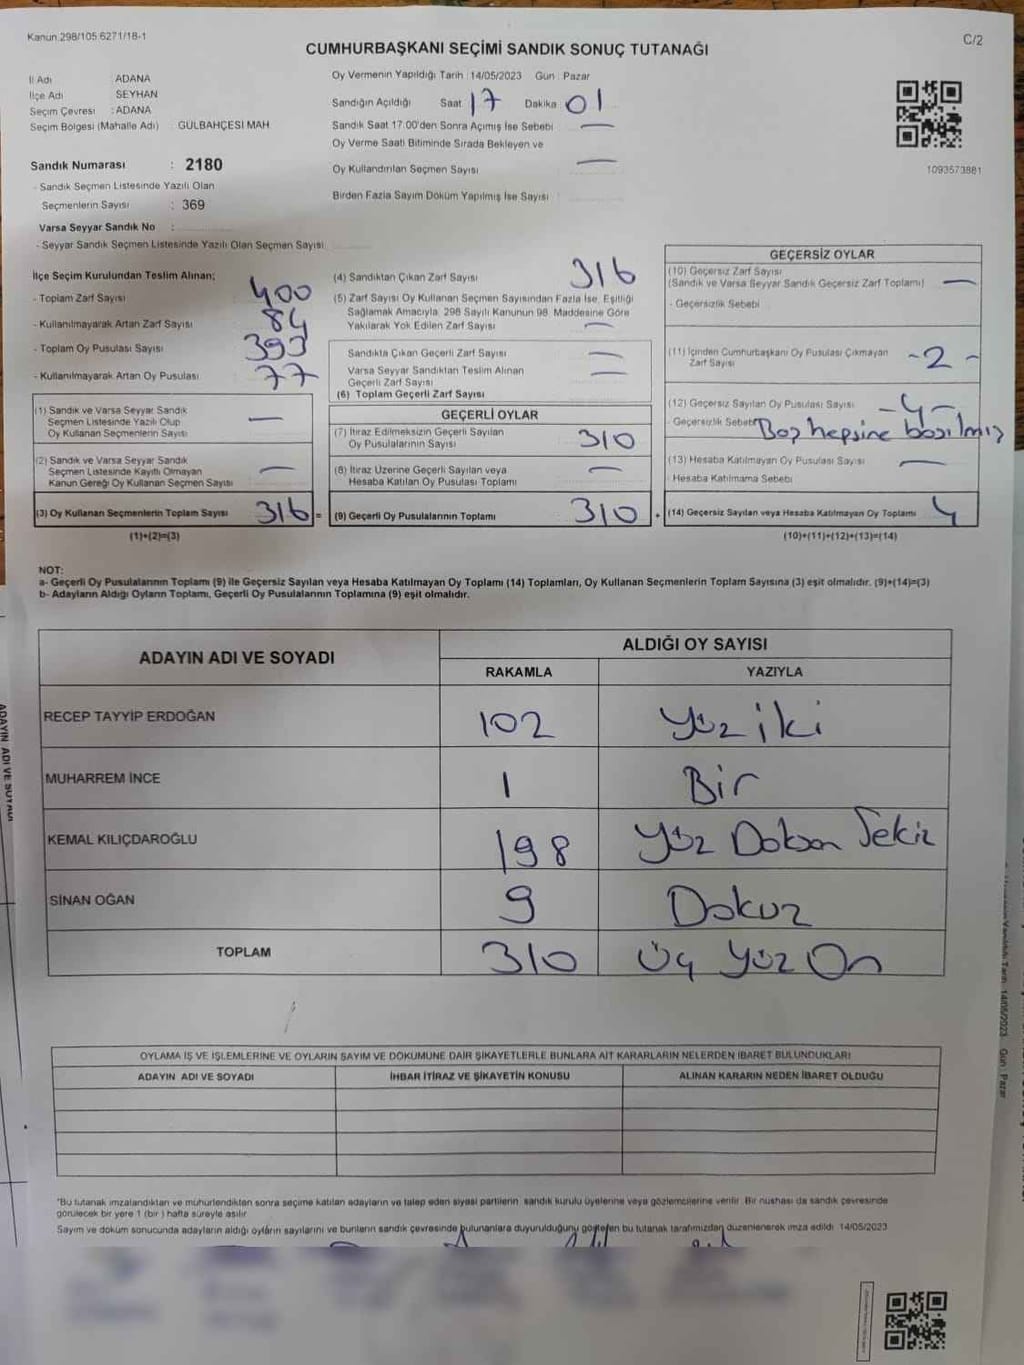 Kanun.298/105 6271/18-1
C/2
CUMHURBAŞKANI SEÇİMİ SANDIK SONUÇ TUTANAĞI
İl Adı : ADANA
İlçe Adı : SEYHAN
Seçim Çevresi : ADANA
Seçim Bölgesi (Mahalle Adı) : GÜLBAHÇESİ MAH
Sandık Numarası : 2180
- Sandık Seçmen Listesinde Yazılı Olan
Seçmenlerin Sayısı : 369
Varsa Seyyar Sandık No :
- Seyyar Sandık Seçmen Listesinde Yazılı Olan Seçmen Sayısı
Oy Vermenin Yapıldığı Tarih : 14/05/2023 Gün : Pazar
Sandığın Açıldığı Saat 17 Dakika 01
Sandık Saat 17:00'den Sonra Açımış İse Sebebi —
Oy Verme Saati Bitiminde Sırada Bekleyen ve
Oy Kullandırılan Seçmen Sayısı —
Birden Fazla Sayım Döküm Yapılmış İse Sayısı :
1093573881
İlçe Seçim Kurulundan Teslim Alınan;
- Toplam Zarf Sayısı 400
- Kullanılmayarak Artan Zarf Sayısı 84
- Toplam Oy Pusulası Sayısı 393
- Kullanılmayarak Artan Oy Pusulası 77
(1) Sandık ve Varsa Seyyar Sandık
Seçmen Listesinde Yazılı Olup
Oy Kullanan Seçmenlerin Sayısı —
(2) Sandık ve Varsa Seyyar Sandık
Seçmen Listesinde Kayıtlı Olmayan
Kanun Gereği Oy Kullanan Seçmen Sayısı —
(3) Oy Kullanan Seçmenlerin Toplam Sayısı 316 =
(1)+(2)=(3)
(4) Sandıktan Çıkan Zarf Sayısı 316
(5) Zarf Sayısı Oy Kullanan Seçmen Sayısından Fazla İse, Eşitliği
Sağlamak Amacıyla, 298 Sayılı Kanunun 98. Maddesine Göre
Yakılarak Yok Edilen Zarf Sayısı —
Sandıkta Çıkan Geçerli Zarf Sayısı —
Varsa Seyyar Sandıktan Teslim Alınan
Geçerli Zarf Sayısı —
(6) Toplam Geçerli Zarf Sayısı
GEÇERLİ OYLAR
(7) İtiraz Edilmeksizin Geçerli Sayılan
Oy Pusulalarının Sayısı 310
(8) İtiraz Üzerine Geçerli Sayılan veya
Hesaba Katılan Oy Pusulası Toplamı —
(9) Geçerli Oy Pusulalarının Toplamı 310 +
GEÇERSİZ OYLAR
(10) Geçersiz Zarf Sayısı
(Sandık ve Varsa Seyyar Sandık Geçersiz Zarf Toplamı) —
- Geçersizlik Sebebi
(11) İçinden Cumhurbaşkanı Oy Pusulası Çıkmayan
Zarf Sayısı -2-
(12) Geçersiz Sayılan Oy Pusulası Sayısı -4-
- Geçersizlik Sebebi Boş hepsine basılmış
(13) Hesaba Katılmayan Oy Pusulası Sayısı —
- Hesaba Katılmama Sebebi
(14) Geçersiz Sayılan veya Hesaba Katılmayan Oy Toplamı 4
(10)+(11)+(12)+(13)=(14)
NOT:
a- Geçerli Oy Pusulalarının Toplamı (9) ile Geçersiz Sayılan veya Hesaba Katılmayan Oy Toplamı (14) Toplamları, Oy Kullanan Seçmenlerin Toplam Sayısına (3) eşit olmalıdır. (9)+(14)=(3)
b- Adayların Aldığı Oyların Toplamı, Geçerli Oy Pusulalarının Toplamına (9) eşit olmalıdır.
ADAYIN ADI VE SOYADI
ALDIĞI OY SAYISI
RAKAMLA YAZIYLA
RECEP TAYYİP ERDOĞAN 102 Yüz iki
MUHARREM İNCE 1 Bir
KEMAL KILIÇDAROĞLU 198 Yüz Doksan Sekiz
SİNAN OĞAN 9 Dokuz
TOPLAM 310 Üç Yüz On
OYLAMA İŞ VE İŞLEMLERİNE VE OYLARIN SAYIM VE DÖKÜMÜNE DAİR ŞİKAYETLERLE BUNLARA AİT KARARLARIN NELERDEN İBARET BULUNDUKLARI
ADAYIN ADI VE SOYADI İHBAR İTİRAZ VE ŞİKAYETİN KONUSU ALINAN KARARIN NEDEN İBARET OLDUĞU
"Bu tutanak imzalandıktan ve mühürlendikten sonra seçime katılan adayların ve talep eden siyasi partilerin sandık kurulu üyelerine veya gözlemcilerine verilir. Bir nüshası da sandık çevresinde
görülecek bir yere 1 (bir) hafta süreyle asılır.
Sayım ve döküm sonucunda adayların aldığı oyların sayılarını ve bunların sandık çevresinde bulunanlara duyurulduğunu gösteren bu tutanak tarafımızdan düzenlenerek imza edildi. 14/05/2023
ADAYIN ADI VE SOYADI
Tarih : 14/05/2023 Gün : Pazar